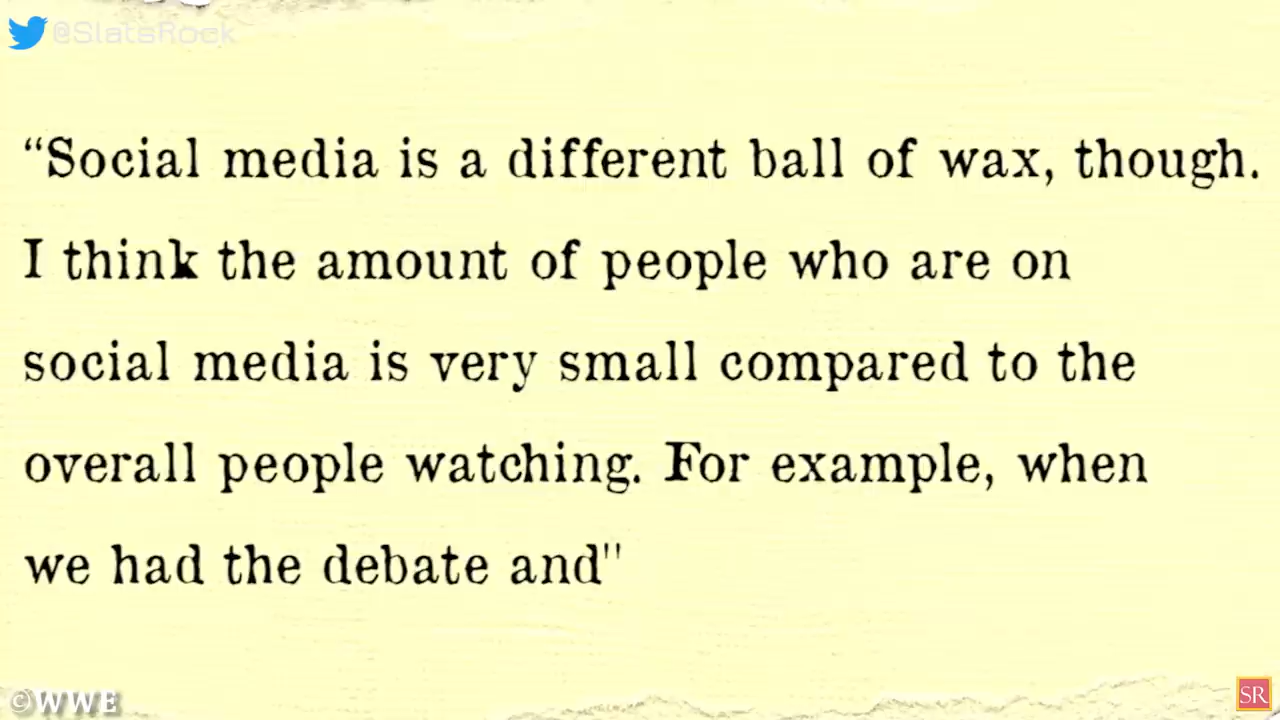 @SlatsRock
“Social media is a different ball of wax, though.
I think the amount of people who are on
social media is very small compared to the
overall people watching. For example, when
we had the debate and"
©WWE
SR